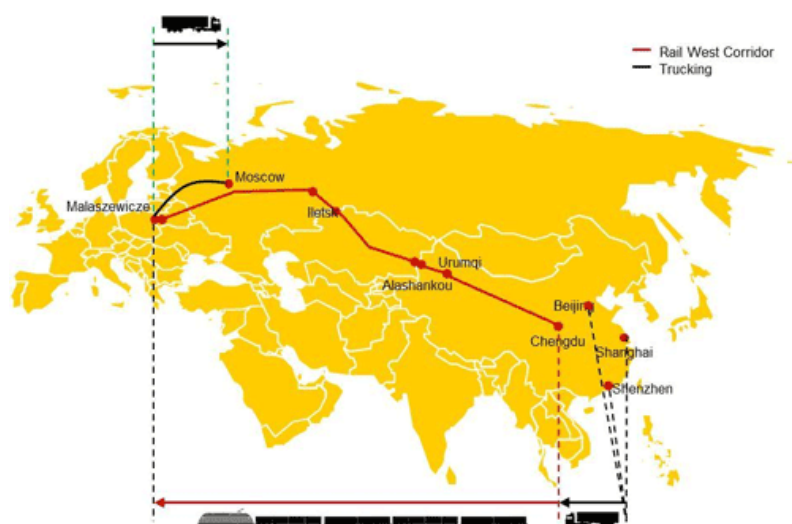 Rail West Corridor
Trucking
Moscow
Malaszewicze
Iletsk
Urumqi
Alashankou
Beijing
Chengdu
Shanghai
Shenzhen